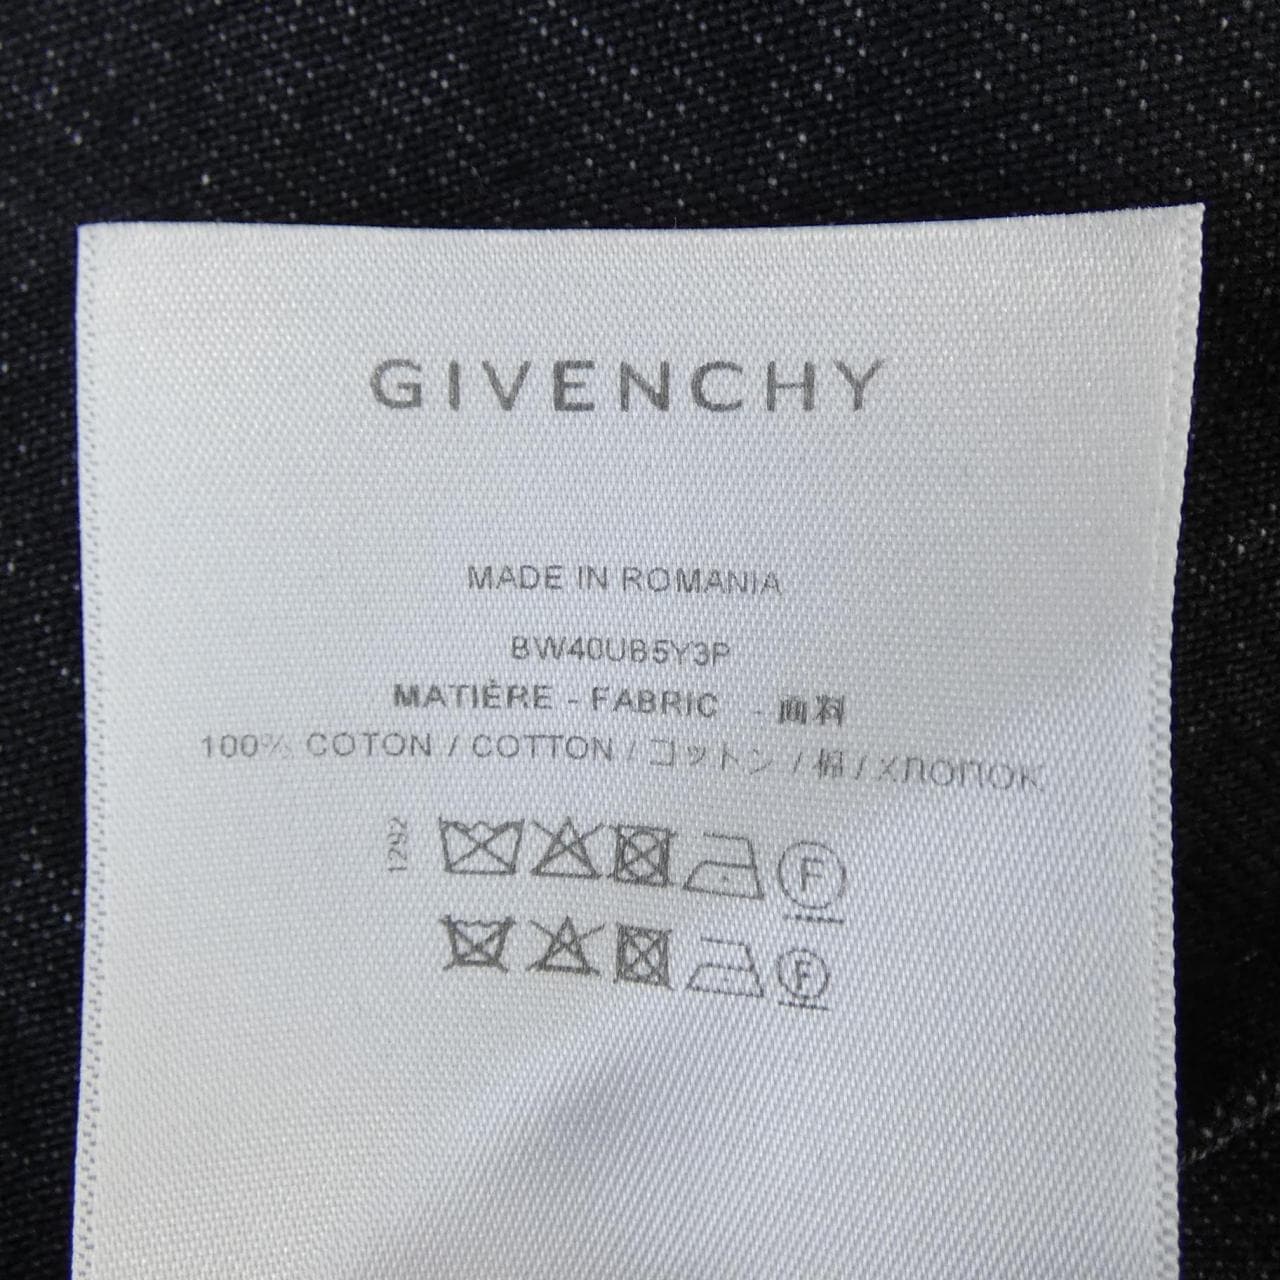 GIVENCHY
MADE IN ROMANIA
BW40UB5Y3P
MATIÈRE - FABRIC - 面料
100% COTON / COTTON / コットン / 棉 / ХЛОПОК
1292
F
F